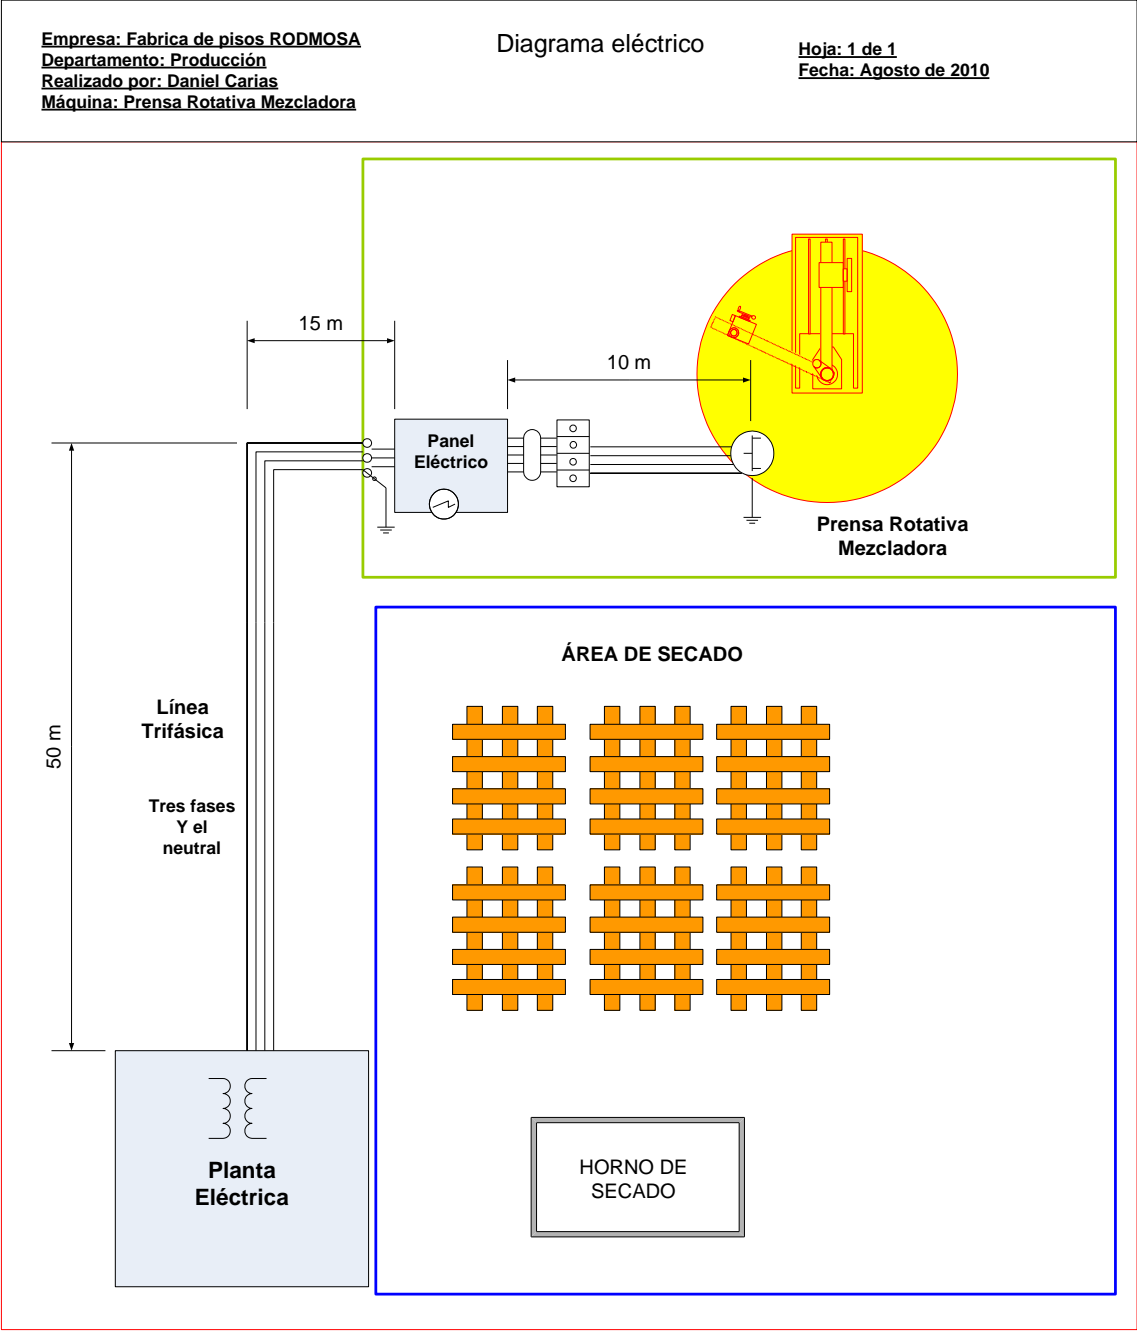 Empresa: Fabrica de pisos RODMOSA
Departamento: Producción
Realizado por: Daniel Carias
Máquina: Prensa Rotativa Mezcladora
Diagrama eléctrico
Hoja: 1 de 1
Fecha: Agosto de 2010
15 m
10 m
Panel
Eléctrico
Prensa Rotativa
Mezcladora
ÁREA DE SECADO
Línea
Trifásica
50 m
Tres fases
Y el
neutral
Planta
Eléctrica
HORNO DE
SECADO